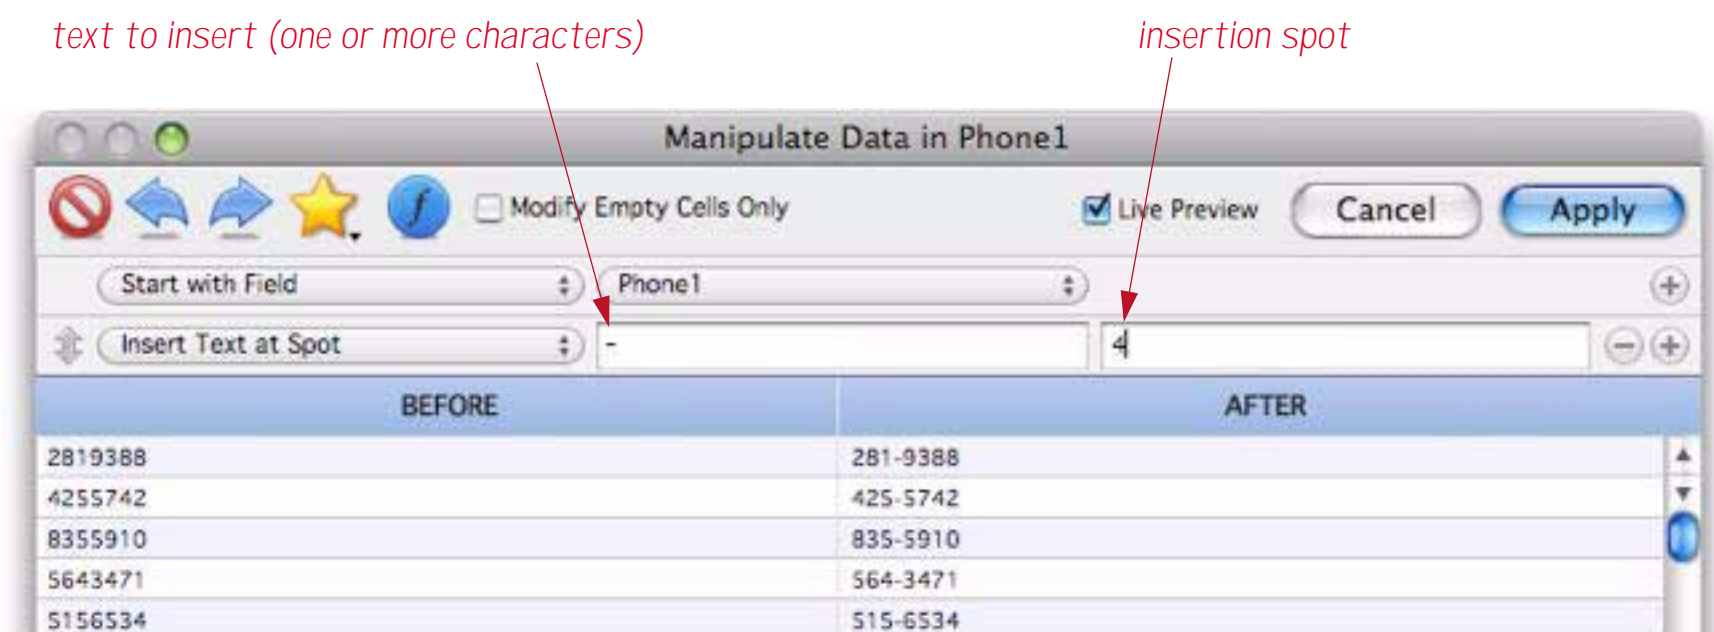 text to insert (one or more characters) insertion spot
Manipulate Data in Phone1
f Modify Empty Cells Only Live Preview Cancel Apply
Start with Field Phone1
Insert Text at Spot - 4
BEFORE AFTER
2819388 281-9388
4255742 425-5742
8355910 835-5910
5643471 564-3471
5156534 515-6534